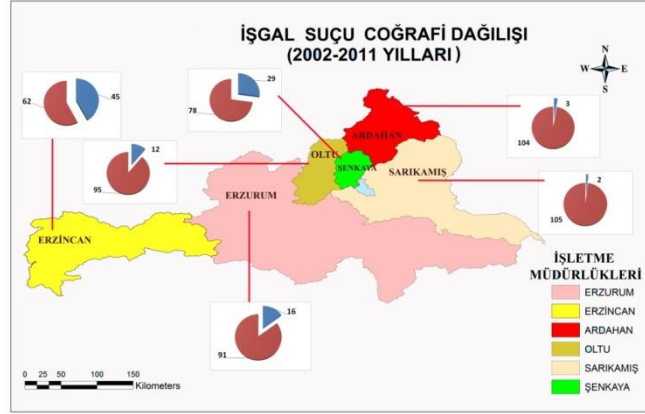 İŞGAL SUÇU COĞRAFİ DAĞILIŞI
(2002-2011 YILLARI)
N
W E
S
62 45
29
78
12
95
3
104
2
105
16
91
ARDAHAN
OLTU
ŞENKAYA
SARIKAMIŞ
ERZURUM
ERZİNCAN
İŞLETME
MÜDÜRLÜKLERİ
ERZURUM
ERZİNCAN
ARDAHAN
OLTU
SARIKAMIŞ
ŞENKAYA
0 25 50 100 150
Kilometers